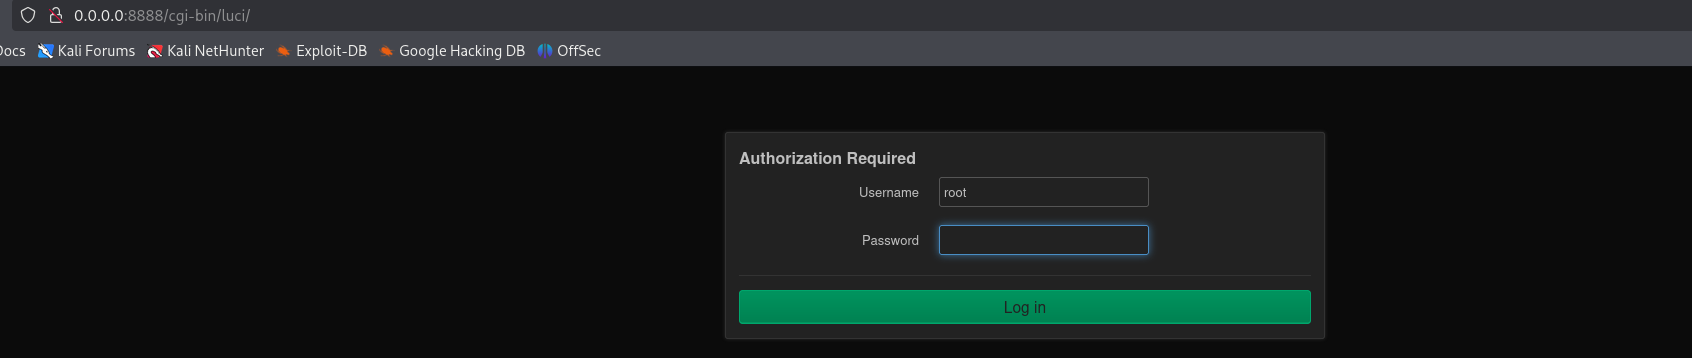 0.0.0.0:8888/cgi-bin/luci/
Docs Kali Forums Kali NetHunter Exploit-DB Google Hacking DB OffSec
Authorization Required
Username root
Password
Log in